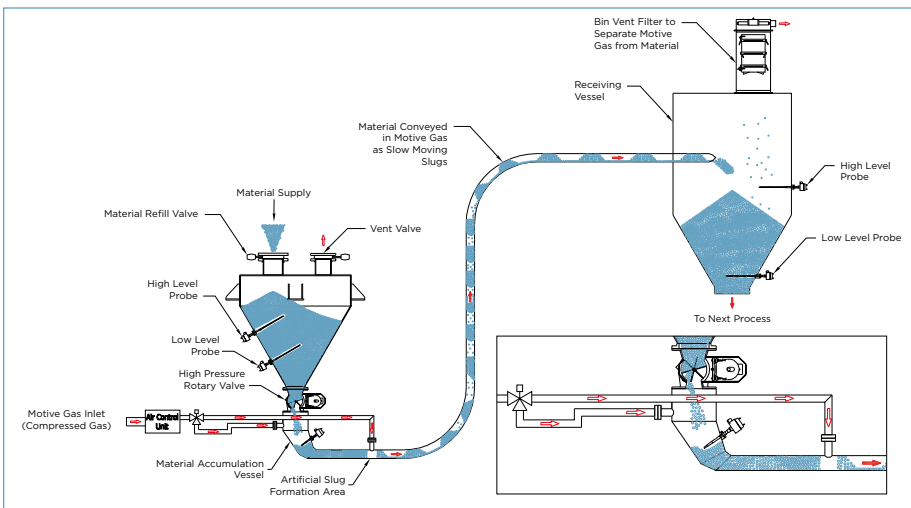 Bin Vent Filter to
Separate Motive
Gas from Material
Receiving
Vessel
Material Conveyed
in Motive Gas
as Slow Moving
Slugs
High Level
Probe
Low Level Probe
To Next Process
Material Supply
Material Refill Valve
Vent Valve
High Level
Probe
Low Level
Probe
High Pressure
Rotary Valve
Motive Gas Inlet
(Compressed Gas)
Air Control
Unit
Material Accumulation
Vessel
Artificial Slug
Formation Area